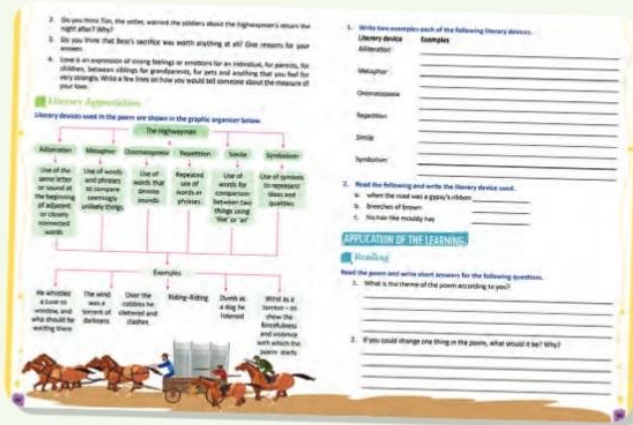 2. Do you think Tim, the ostler, warned the soldiers about the highwayman's return the
night after? Why?
3. Do you think that Bess's sacrifice was worth anything at all? Give reasons for your
answer.
4. Love is an expression of strong feelings or emotions for an individual, for parents, for
children, between siblings for grandparents, for pets and anything that you feel for
very strongly. Write a few lines on how you would tell someone about the measure of
your love.
Literary Appreciation
Literary devices used in the poem are shown in the graphic organiser below.
The Highwayman
Alliteration Metaphor Onomatopoeia Repetition Simile Symbolism
Use of the
same letter
or sound at
the beginning
of adjacent
or closely
connected
words
Use of words
and phrases
to compare
seemingly
unlikely things
Use of
words that
denote
sounds
Repeated
use of
words or
phrases
Use of
words for
comparison
between two
things using
'like' or 'as'
Use of symbols
to represent
ideas and
qualities
Examples
He whistled
a tune to
window, and
who should be
waiting there
The wind
was a
torrent of
darkness
Over the
cobbles he
clattered and
clashes
Riding-Riding
Dumb as
a dog he
listened
Wind as a
torrent – to
show the
forcefulness
and violence
with which the
poem starts
1. Write two examples each of the following literary devices.
Literary device Examples
Alliteration
Metaphor
Onomatopoeia
Repetition
Simile
Symbolism
2. Read the following and write the literary device used.
a. when the road was a gypsy's ribbon
b. breeches of brown
c. his hair like mouldy hay
APPLICATION OF THE LEARNING
Reading
Read the poem and write short answers for the following questions.
1. What is the theme of the poem according to you?
2. If you could change one thing in the poem, what would it be? Why?